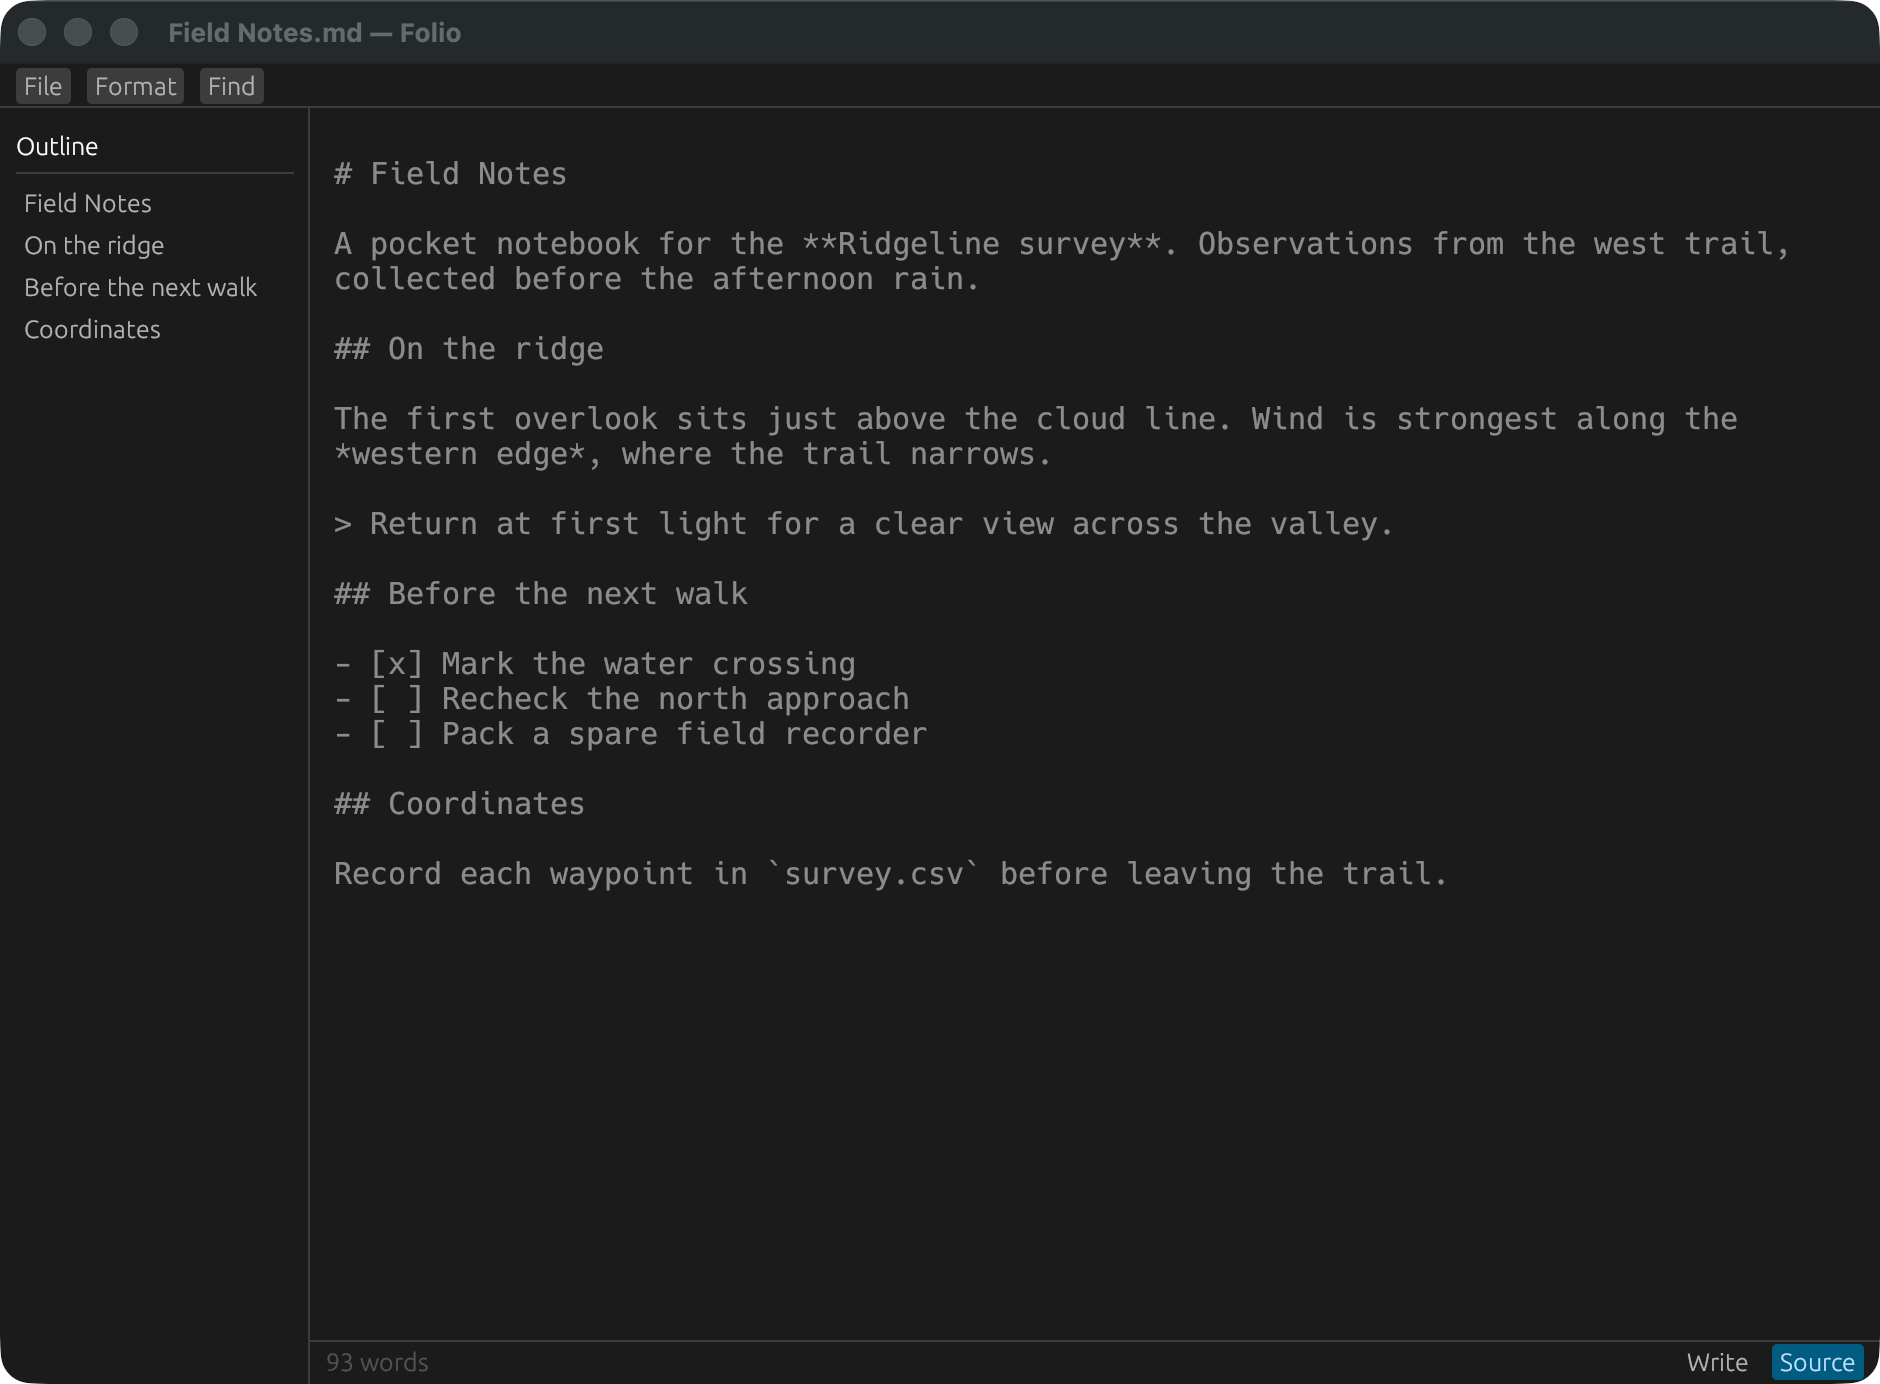 Field Notes.md — Folio
File Format Find
Outline
Field Notes
On the ridge
Before the next walk
Coordinates
# Field Notes
A pocket notebook for the **Ridgeline survey**. Observations from the west trail,
collected before the afternoon rain.
## On the ridge
The first overlook sits just above the cloud line. Wind is strongest along the
*western edge*, where the trail narrows.
> Return at first light for a clear view across the valley.
## Before the next walk
- [x] Mark the water crossing
- [ ] Recheck the north approach
- [ ] Pack a spare field recorder
## Coordinates
Record each waypoint in `survey.csv` before leaving the trail.
93 words
Write Source